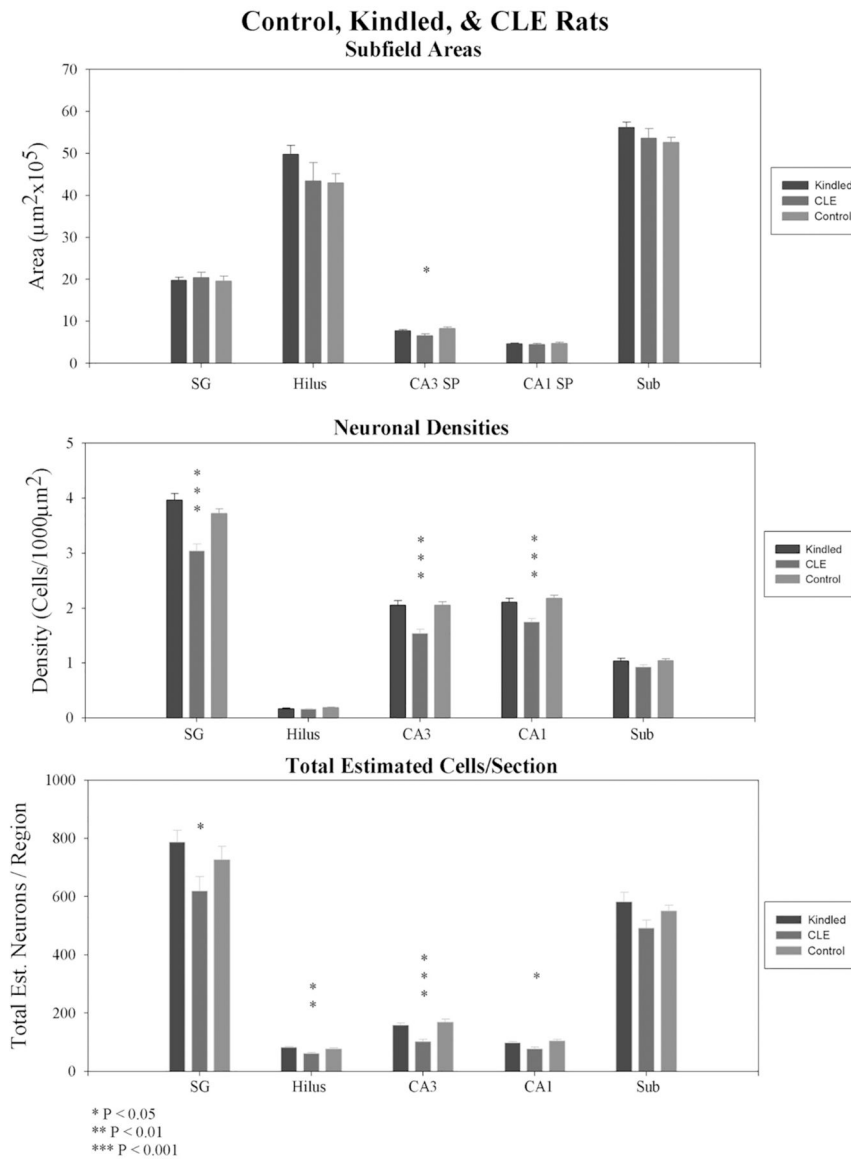 Control, Kindled, & CLE Rats
Subfield Areas
70
60
50
40
30
20
10
0
Area (µm²x10⁵)
*
SG
Hilus
CA3 SP
CA1 SP
Sub
Kindled
CLE
Control
Neuronal Densities
5
4
3
2
1
0
Density (Cells/1000µm²)
*
*
*
*
*
*
*
*
*
SG
Hilus
CA3
CA1
Sub
Kindled
CLE
Control
Total Estimated Cells/Section
1000
800
600
400
200
0
Total Est. Neurons / Region
*
*
*
*
*
*
*
SG
Hilus
CA3
CA1
Sub
Kindled
CLE
Control
* P < 0.05
** P < 0.01
*** P < 0.001